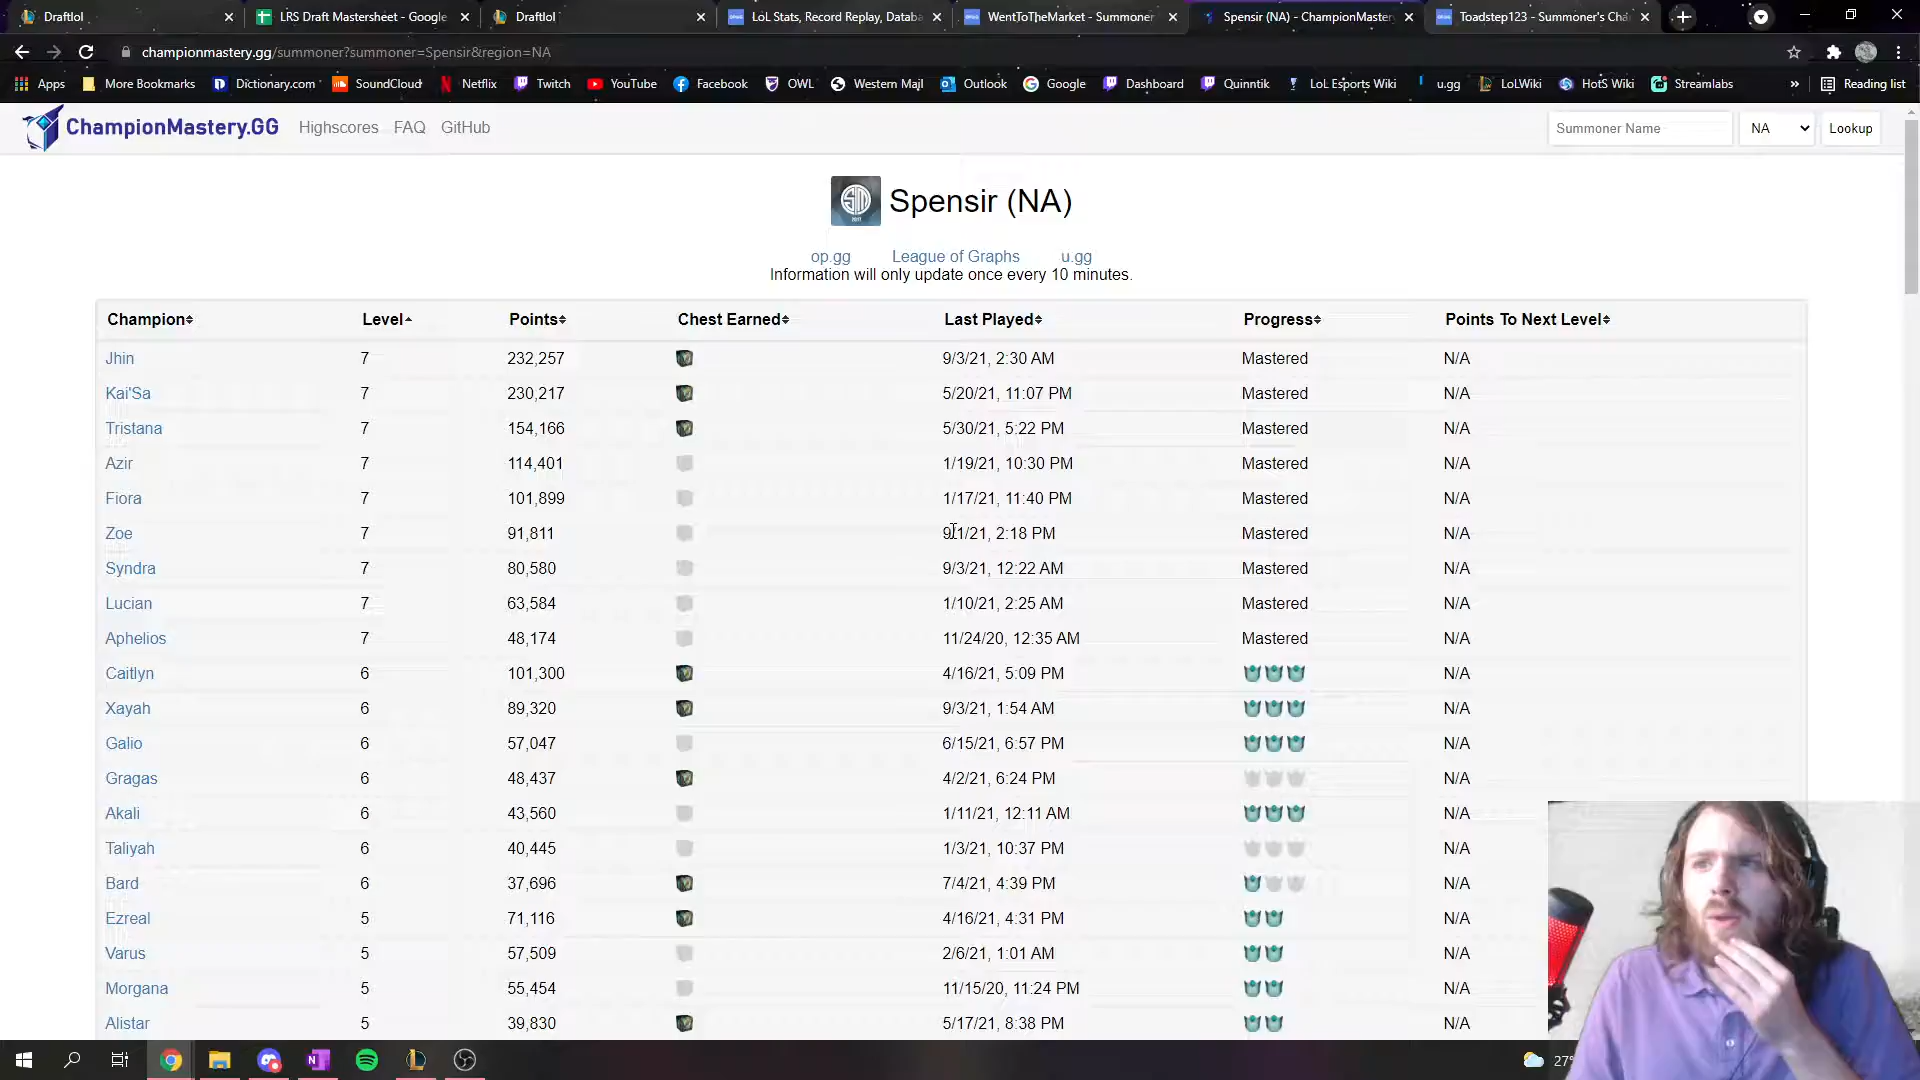 Draftlol
LRS Draft Mastersheet - Google
Draftlol
LoL Stats, Record Replay, Databa
WentToTheMarket - Summoner
Spensir (NA) - ChampionMastery
Toadstep123 - Summoner's Cha
championmastery.gg/summoner?summoner=Spensir&region=NA
Apps More Bookmarks Dictionary.com SoundCloud Netflix Twitch YouTube Facebook OWL Western Majl Outlook Google Dashboard Quinntik LoL Esports Wiki u.gg LoLWiki HotS Wiki Streamlabs » Reading list
ChampionMastery.GG Highscores FAQ GitHub Summoner Name NA Lookup
Spensir (NA)
op.gg League of Graphs u.gg
Information will only update once every 10 minutes.
Champion Level Points Chest Earned Last Played Progress Points To Next Level
Jhin 7 232,257 9/3/21, 2:30 AM Mastered N/A
Kai'Sa 7 230,217 5/20/21, 11:07 PM Mastered N/A
Tristana 7 154,166 5/30/21, 5:22 PM Mastered N/A
Azir 7 114,401 1/19/21, 10:30 PM Mastered N/A
Fiora 7 101,899 1/17/21, 11:40 PM Mastered N/A
Zoe 7 91,811 9/1/21, 2:18 PM Mastered N/A
Syndra 7 80,580 9/3/21, 12:22 AM Mastered N/A
Lucian 7 63,584 1/10/21, 2:25 AM Mastered N/A
Aphelios 7 48,174 11/24/20, 12:35 AM Mastered N/A
Caitlyn 6 101,300 4/16/21, 5:09 PM N/A
Xayah 6 89,320 9/3/21, 1:54 AM N/A
Galio 6 57,047 6/15/21, 6:57 PM N/A
Gragas 6 48,437 4/2/21, 6:24 PM N/A
Akali 6 43,560 1/11/21, 12:11 AM N/A
Taliyah 6 40,445 1/3/21, 10:37 PM N/A
Bard 6 37,696 7/4/21, 4:39 PM N/A
Ezreal 5 71,116 4/16/21, 4:31 PM N/A
Varus 5 57,509 2/6/21, 1:01 AM N/A
Morgana 5 55,454 11/15/20, 11:24 PM N/A
Alistar 5 39,830 5/17/21, 8:38 PM N/A
27°